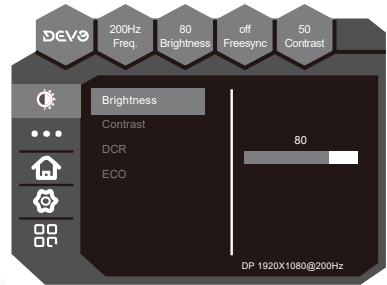 DEVO
200Hz
Freq.
80
Brightness
off
Freesync
50
Contrast
Brightness
Contrast
DCR
ECO
80
DP 1920X1080@200Hz